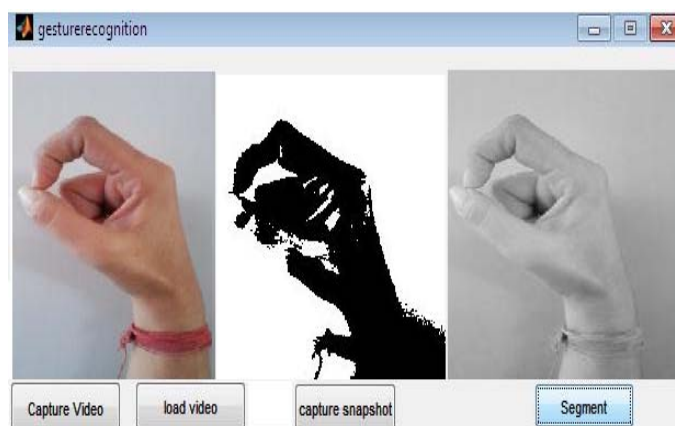 gesturerecognition
Capture Video
load video
capture snapshot
Segment